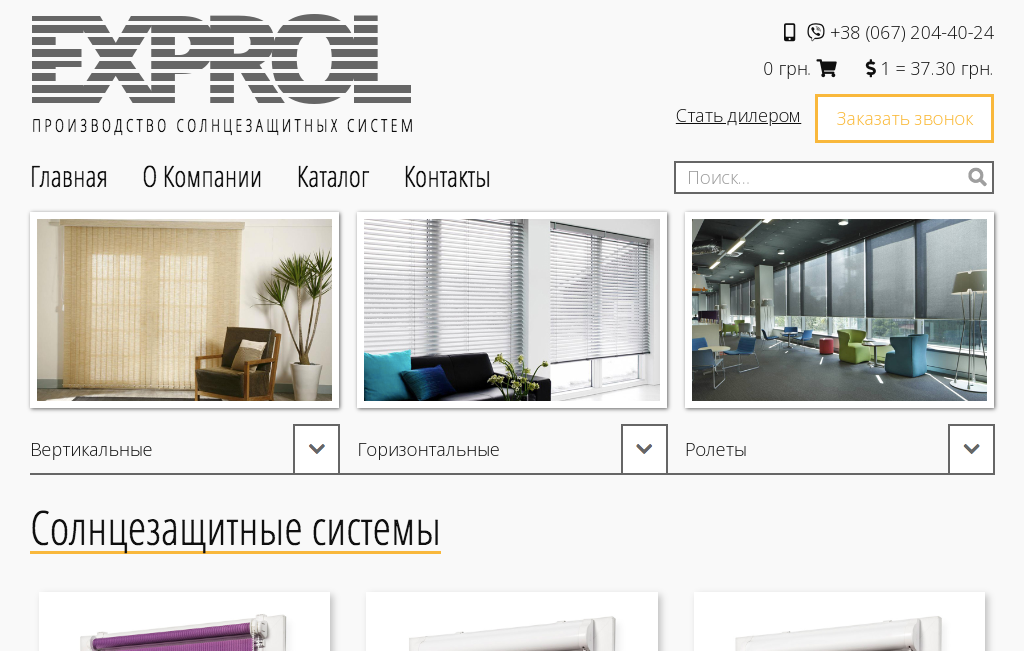 EXPROL
ПРОИЗВОДСТВО СОЛНЦЕЗАЩИТНЫХ СИСТЕМ
+38 (067) 204-40-24
0 грн. $ 1 = 37.30 грн.
Стать дилером
Заказать звонок
Главная О Компании Каталог Контакты
Поиск...
Вертикальные
Горизонтальные
Ролеты
Солнцезащитные системы